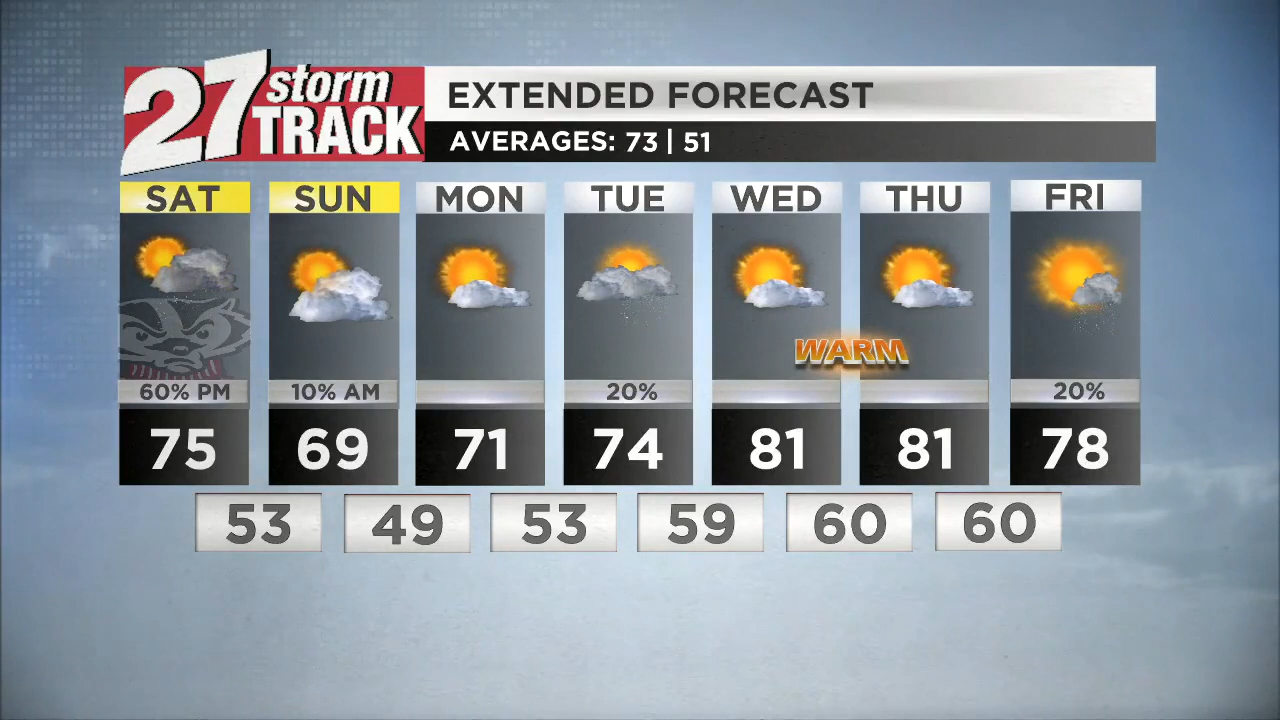 27 storm TRACK
EXTENDED FORECAST
AVERAGES: 73 | 51
SAT SUN MON TUE WED THU FRI
WARM
60% PM 10% AM 20% 20%
75 69 71 74 81 81 78
53 49 53 59 60 60